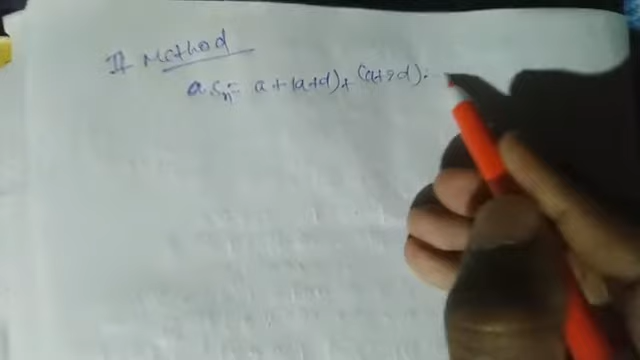 II Method
a. Sn = a + (a+d) + (a+2d).